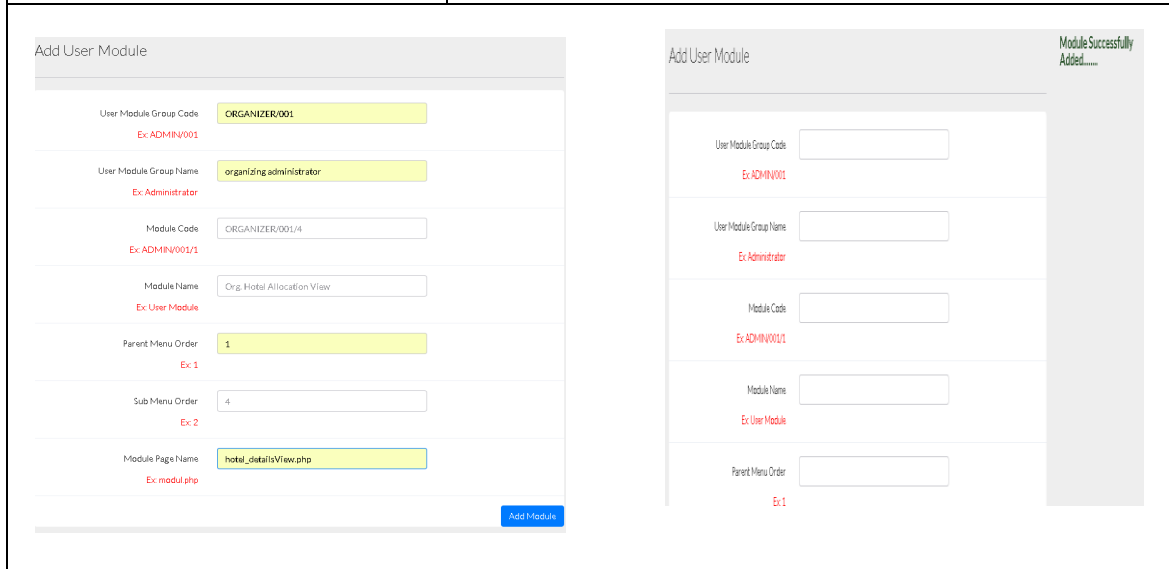 Add User Module
User Module Group Code
ORGANIZER/001
Ex: ADMIN/001
User Module Group Name
organizing administrator
Ex: Administrator
Module Code
ORGANIZER/001/4
Ex: ADMIN/001/1
Module Name
Org. Hotel Allocation View
Ex: User Module
Parent Menu Order
1
Ex: 1
Sub Menu Order
4
Ex: 2
Module Page Name
hotel_detailsView.php
Ex: modul.php
Add Module
Add User Module
Module Successfully
Added.......
User Module Group Code
Ex: ADMIN/001
User Module Group Name
Ex: Administrator
Module Code
Ex: ADMIN/001/1
Module Name
Ex: User Module
Parent Menu Order
Ex: 1